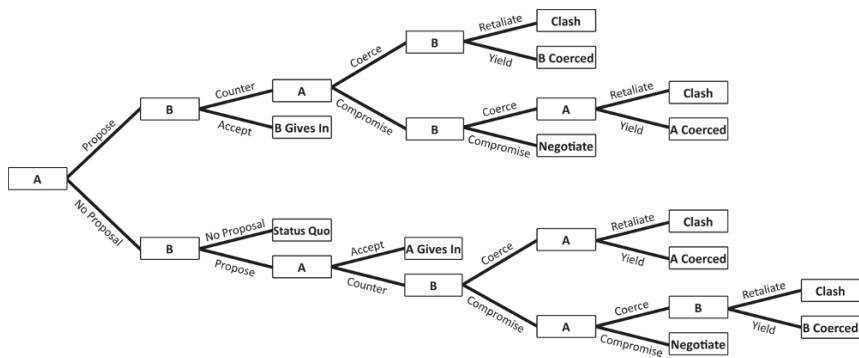 Clash
Retaliate
B
Coerce
Yield
B Coerced
Counter
A
Clash
Retaliate
B
Coerce
A
Propose
Accept
B Gives In
Compromise
B
Yield
A Coerced
Compromise
Negotiate
A
No Proposal
Clash
No Proposal
Status Quo
Accept
A Gives In
Retaliate
B
Coerce
A
Yield
A Coerced
Propose
A
Counter
B
Clash
Retaliate
Coerce
B
Compromise
A
Yield
B Coerced
Compromise
Negotiate